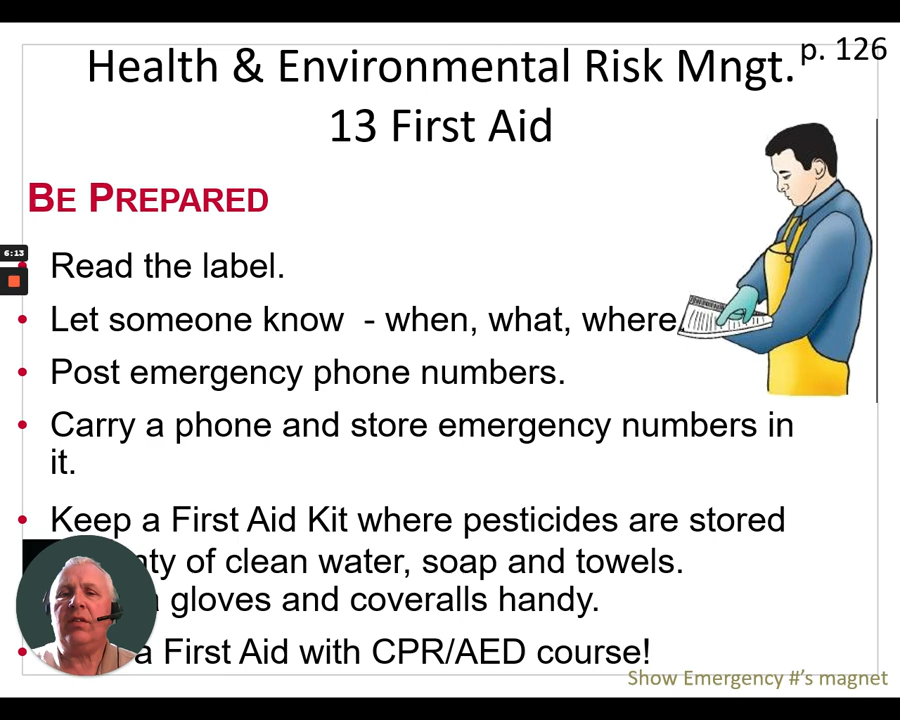 p. 126
Health & Environmental Risk Mngt.
13 First Aid
BE PREPARED
6:13
Read the label.
Let someone know - when, what, where
Post emergency phone numbers.
Carry a phone and store emergency numbers in
it.
Keep a First Aid Kit where pesticides are stored
of clean water, soap and towels.
gloves and coveralls handy.
a First Aid with CPR/AED course!
Show Emergency #'s magnet